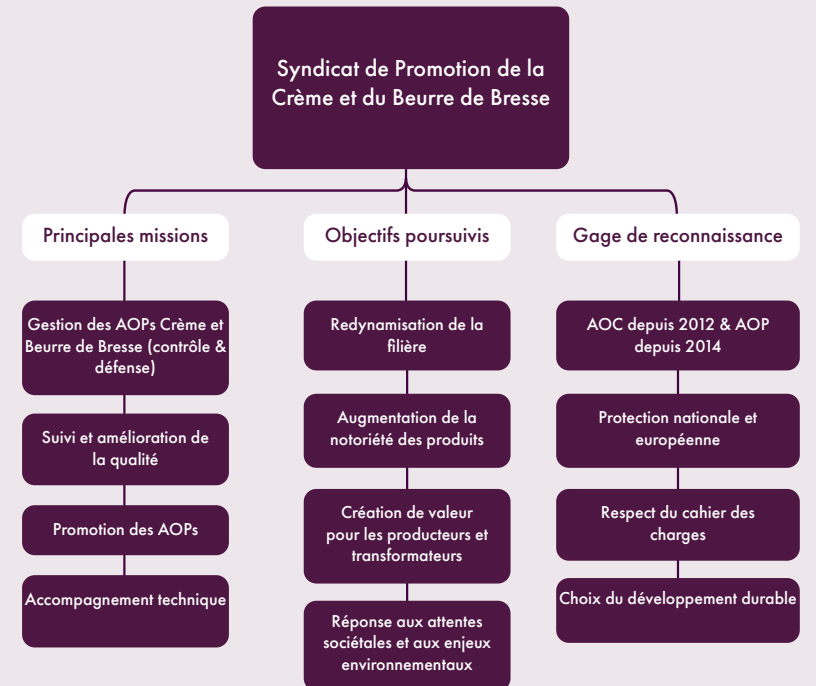 Syndicat de Promotion de la
Crème et du Beurre de Bresse
Principales missions
Gestion des AOPs Crème et
Beurre de Bresse (contrôle &
défense)
Suivi et amélioration de
la qualité
Promotion des AOPs
Accompagnement technique
Objectifs poursuivis
Redynamisation de la
filière
Augmentation de la
notoriété des produits
Création de valeur
pour les producteurs et
transformateurs
Réponse aux attentes
sociétales et aux enjeux
environnementaux
Gage de reconnaissance
AOC depuis 2012 & AOP
depuis 2014
Protection nationale et
européenne
Respect du cahier des
charges
Choix du développement durable